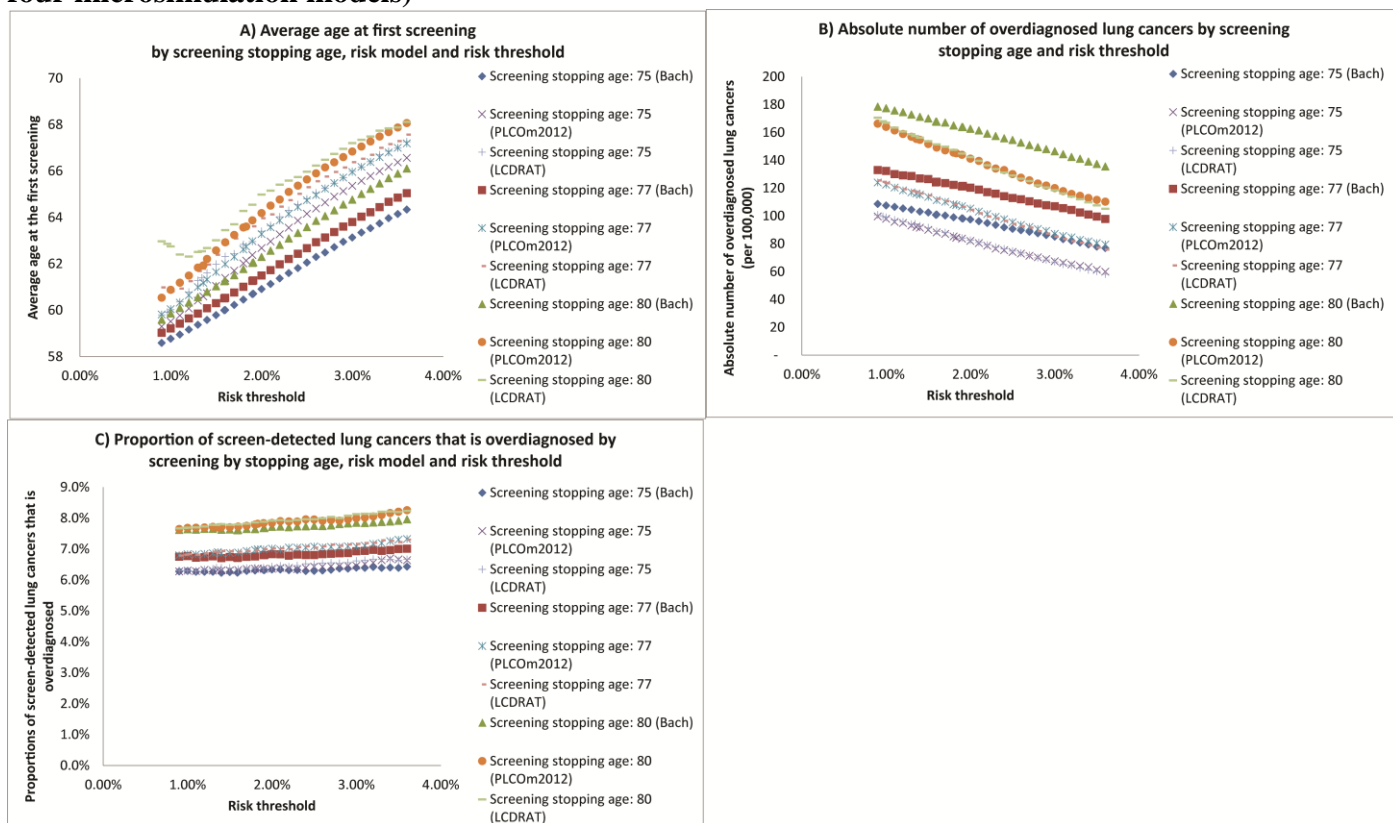 four microsimulation models)
A) Average age at first screening
by screening stopping age, risk model and risk threshold
Average age at the first screening
70
68
66
64
62
60
58
0.00%
1.00%
2.00%
3.00%
4.00%
Risk threshold
Screening stopping age: 75 (Bach)
Screening stopping age: 75
(PLCOm2012)
Screening stopping age: 75
(LCDRAT)
Screening stopping age: 77 (Bach)
Screening stopping age: 77
(PLCOm2012)
Screening stopping age: 77
(LCDRAT)
Screening stopping age: 80 (Bach)
Screening stopping age: 80
(PLCOm2012)
Screening stopping age: 80
(LCDRAT)
B) Absolute number of overdiagnosed lung cancers by screening
stopping age and risk threshold
Absolute number of overdiagnosed lung cancers
(per 100,000)
200
180
160
140
120
100
80
60
40
20
-
0.00%
1.00%
2.00%
3.00%
4.00%
Risk threshold
Screening stopping age: 75 (Bach)
Screening stopping age: 75
(PLCOm2012)
Screening stopping age: 75
(LCDRAT)
Screening stopping age: 77 (Bach)
Screening stopping age: 77
(PLCOm2012)
Screening stopping age: 77
(LCDRAT)
Screening stopping age: 80 (Bach)
Screening stopping age: 80
(PLCOm2012)
Screening stopping age: 80
(LCDRAT)
C) Proportion of screen-detected lung cancers that is overdiagnosed by
screening by stopping age, risk model and risk threshold
Proportions of screen-detected lung cancers that is
overdiagnosed
9.0%
8.0%
7.0%
6.0%
5.0%
4.0%
3.0%
2.0%
1.0%
0.0%
0.00%
1.00%
2.00%
3.00%
4.00%
Risk threshold
Screening stopping age: 75 (Bach)
Screening stopping age: 75
(PLCOm2012)
Screening stopping age: 75
(LCDRAT)
Screening stopping age: 77 (Bach)
Screening stopping age: 77
(PLCOm2012)
Screening stopping age: 77
(LCDRAT)
Screening stopping age: 80 (Bach)
Screening stopping age: 80
(PLCOm2012)
Screening stopping age: 80
(LCDRAT)